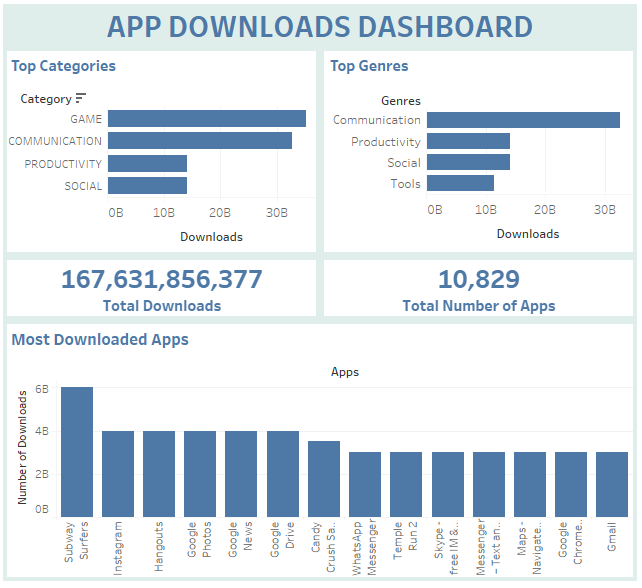 APP DOWNLOADS DASHBOARD
Top Categories
Category
GAME
COMMUNICATION
PRODUCTIVITY
SOCIAL
0B 10B 20B 30B
Downloads
Top Genres
Genres
Communication
Productivity
Social
Tools
0B 10B 20B 30B
Downloads
167,631,856,377
Total Downloads
10,829
Total Number of Apps
Most Downloaded Apps
Apps
Number of Downloads
6B
4B
2B
0B
Subway
Surfers
Instagram
Hangouts
Google
Photos
Google
News
Google
Drive
Candy
Crush Sa..
WhatsApp
Messenger
Temple
Run 2
Skype -
free IM &..
Messenger
– Text an..
Maps -
Navigate..
Google
Chrome..
Gmail